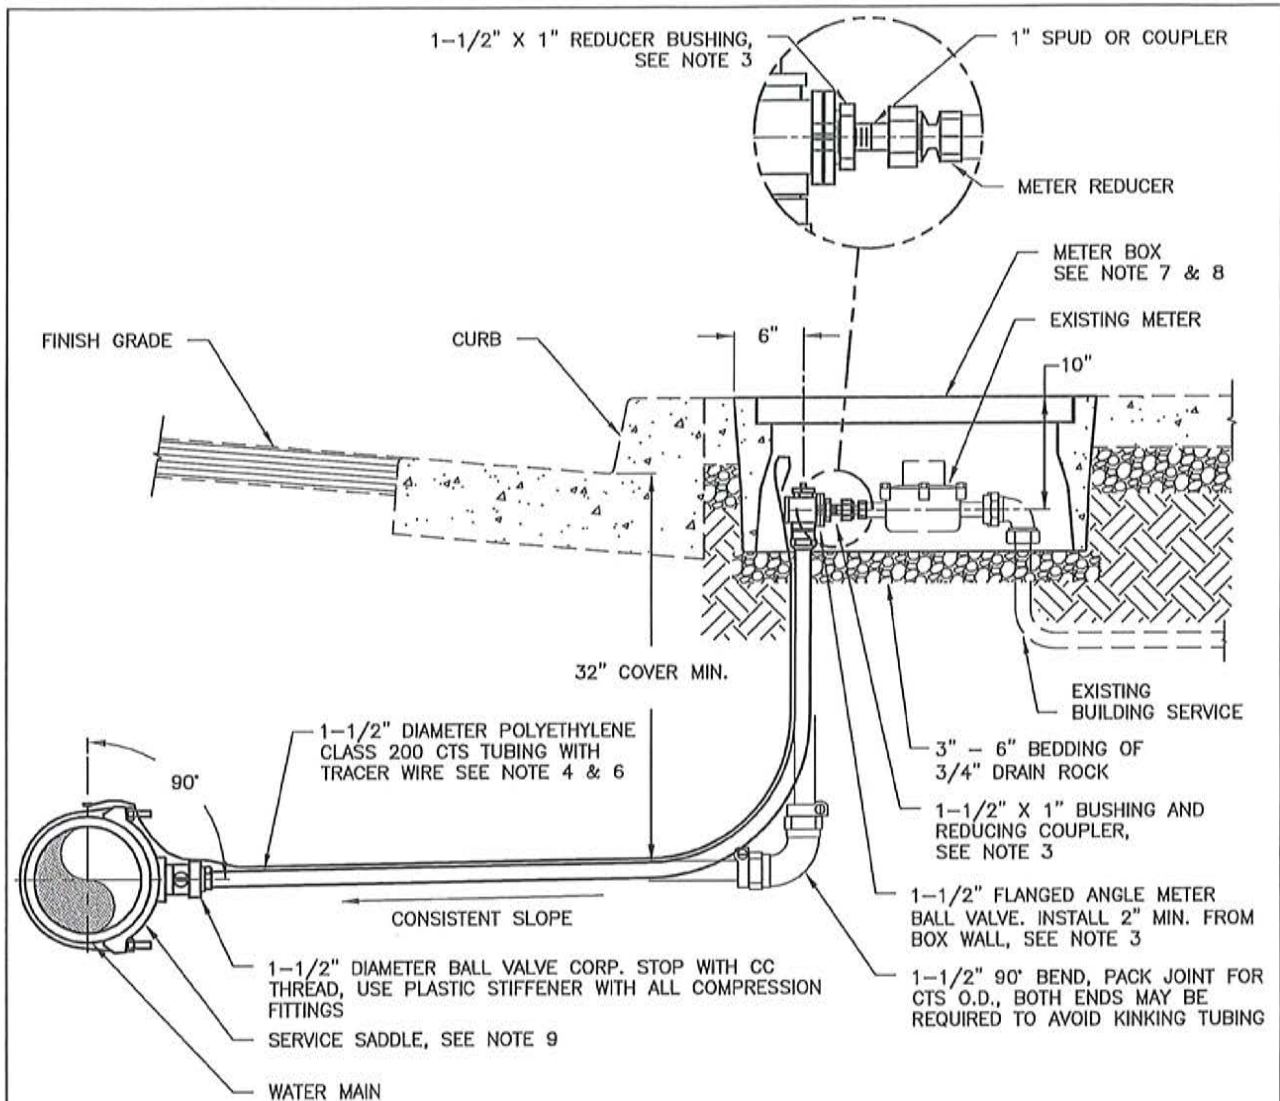 1-1/2" X 1" REDUCER BUSHING,
SEE NOTE 3
1" SPUD OR COUPLER
METER REDUCER
METER BOX
SEE NOTE 7 & 8
EXISTING METER
6"
10"
FINISH GRADE
CURB
32" COVER MIN.
EXISTING
BUILDING SERVICE
1-1/2" DIAMETER POLYETHYLENE
CLASS 200 CTS TUBING WITH
TRACER WIRE SEE NOTE 4 & 6
90°
3" - 6" BEDDING OF
3/4" DRAIN ROCK
1-1/2" X 1" BUSHING AND
REDUCING COUPLER,
SEE NOTE 3
CONSISTENT SLOPE
1-1/2" FLANGED ANGLE METER
BALL VALVE. INSTALL 2" MIN. FROM
BOX WALL, SEE NOTE 3
1-1/2" DIAMETER BALL VALVE CORP. STOP WITH CC
THREAD, USE PLASTIC STIFFENER WITH ALL COMPRESSION
FITTINGS
1-1/2" 90° BEND, PACK JOINT FOR
CTS O.D., BOTH ENDS MAY BE
REQUIRED TO AVOID KINKING TUBING
SERVICE SADDLE, SEE NOTE 9
WATER MAIN